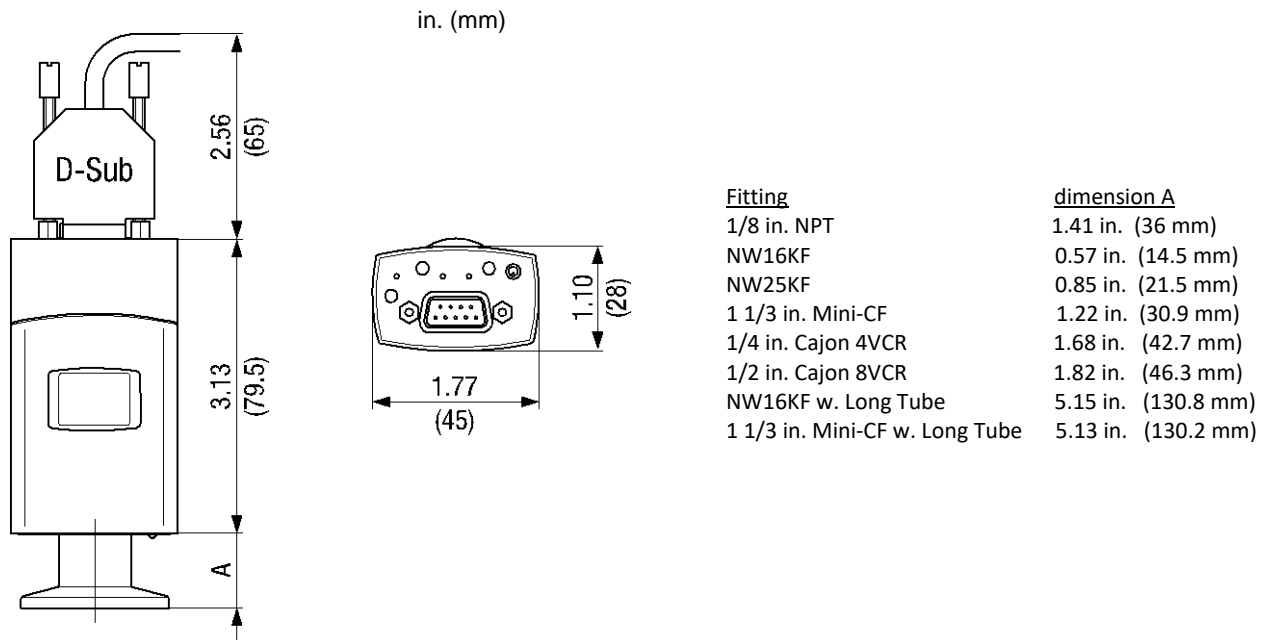 in. (mm)
D-Sub
2.56
(65)
3.13
(79.5)
A
1.10
(28)
1.77
(45)
Fitting dimension A
1/8 in. NPT 1.41 in. (36 mm)
NW16KF 0.57 in. (14.5 mm)
NW25KF 0.85 in. (21.5 mm)
1 1/3 in. Mini-CF 1.22 in. (30.9 mm)
1/4 in. Cajon 4VCR 1.68 in. (42.7 mm)
1/2 in. Cajon 8VCR 1.82 in. (46.3 mm)
NW16KF w. Long Tube 5.15 in. (130.8 mm)
1 1/3 in. Mini-CF w. Long Tube 5.13 in. (130.2 mm)